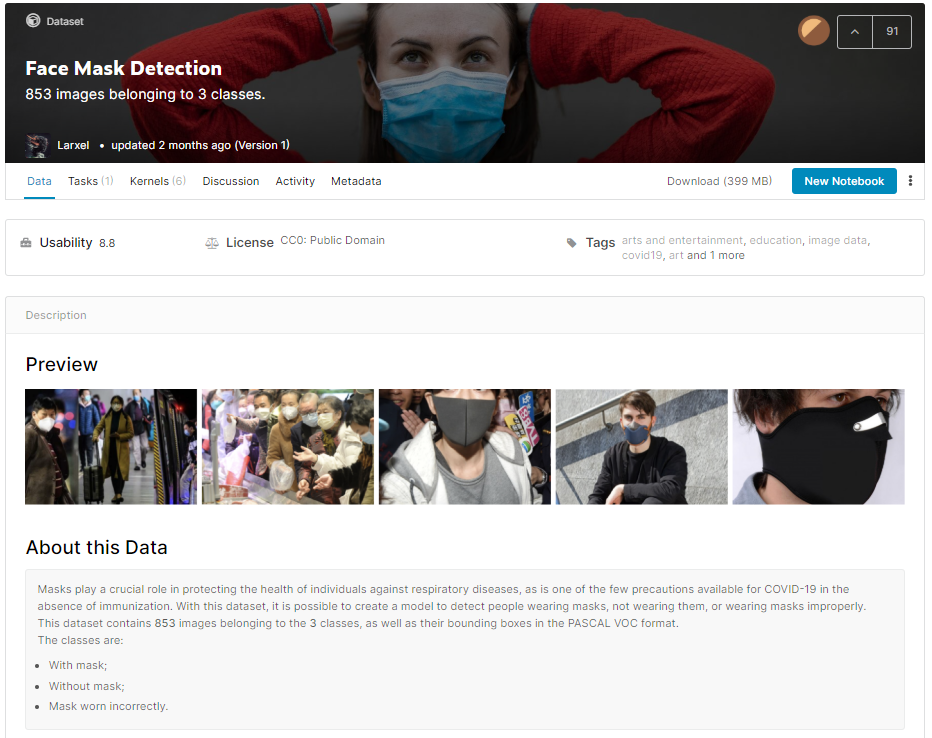 Dataset
91
Face Mask Detection
853 images belonging to 3 classes.
Larxel • updated 2 months ago (Version 1)
Data Tasks (1) Kernels (6) Discussion Activity Metadata Download (399 MB) New Notebook
Usability 8.8 License CC0: Public Domain Tags arts and entertainment, education, image data,
covid19, art and 1 more
Description
Preview
About this Data
Masks play a crucial role in protecting the health of individuals against respiratory diseases, as is one of the few precautions available for COVID-19 in the
absence of immunization. With this dataset, it is possible to create a model to detect people wearing masks, not wearing them, or wearing masks improperly.
This dataset contains 853 images belonging to the 3 classes, as well as their bounding boxes in the PASCAL VOC format.
The classes are:
• With mask;
• Without mask;
• Mask worn incorrectly.